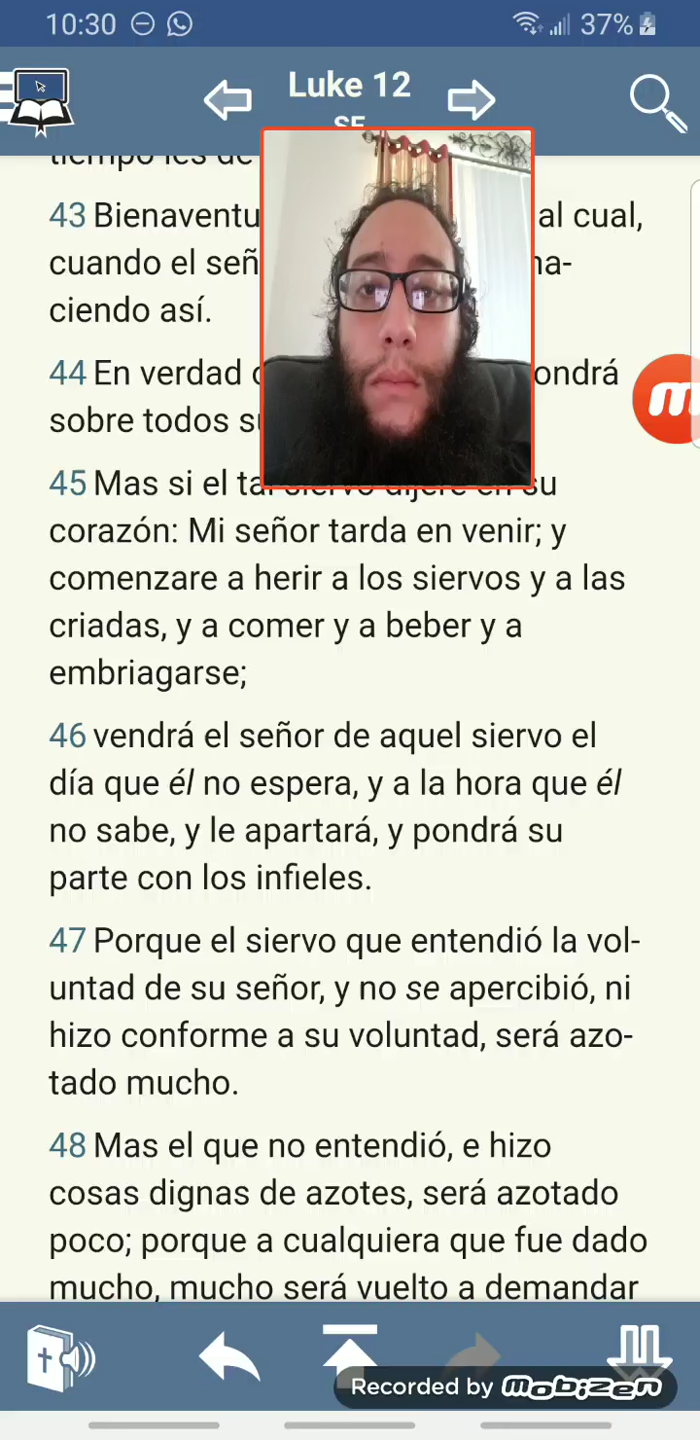 10:30 37%
Luke 12
43 Bienaventu al cual,
cuando el señ ha-
ciendo así.
44 En verdad ondrá
sobre todos
45 Mas si el tal siervo dijere en su
corazón: Mi señor tarda en venir; y
comenzare a herir a los siervos y a las
criadas, y a comer y a beber y a
embriagarse;
46 vendrá el señor de aquel siervo el
día que él no espera, y a la hora que él
no sabe, y le apartará, y pondrá su
parte con los infieles.
47 Porque el siervo que entendió la vol-
untad de su señor, y no se apercibió, ni
hizo conforme a su voluntad, será azo-
tado mucho.
48 Mas el que no entendió, e hizo
cosas dignas de azotes, será azotado
poco; porque a cualquiera que fue dado
mucho, mucho será vuelto a demandar
Recorded by Mobizen